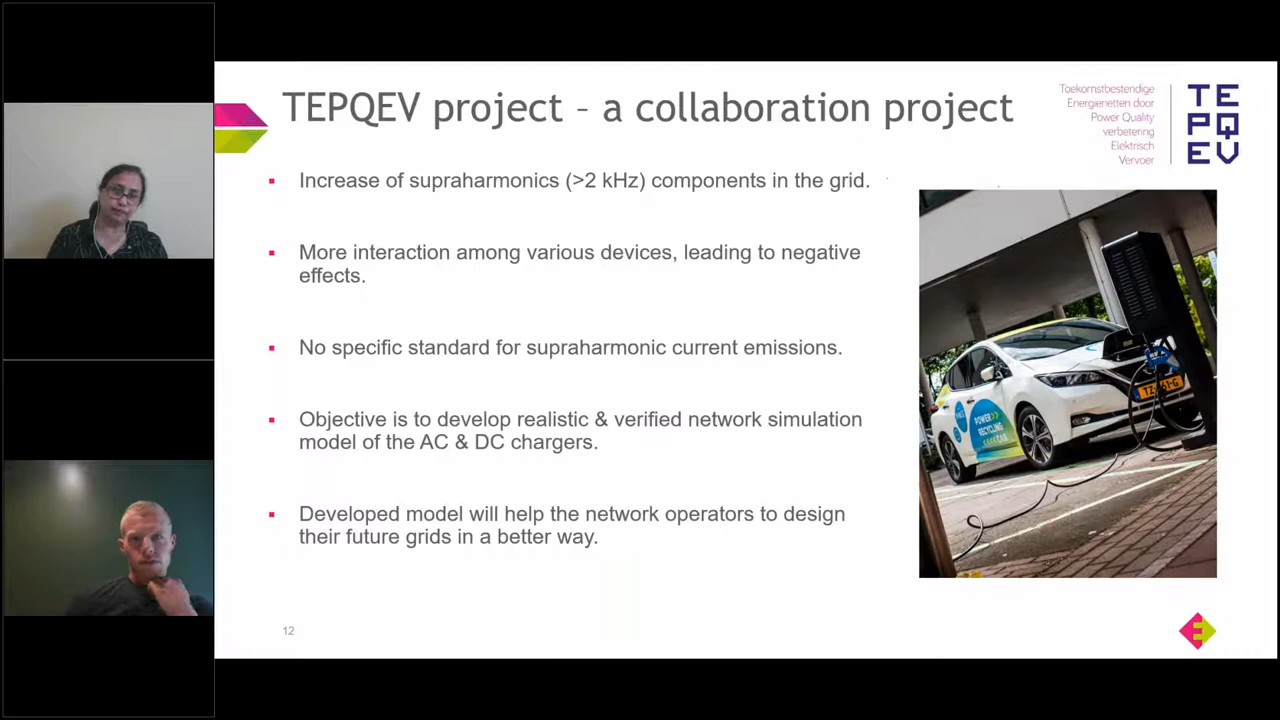 TEPQEV project – a collaboration project
Toekomstbestendige
Energienetten door
Power Quality
verbetering
Elektrisch
Vervoer
TE
PQ
EV
Increase of supraharmonics (>2 kHz) components in the grid.
More interaction among various devices, leading to negative
effects.
No specific standard for supraharmonic current emissions.
Objective is to develop realistic & verified network simulation
model of the AC & DC chargers.
Developed model will help the network operators to design
their future grids in a better way.
POWER
RECYCLING
CAR
12